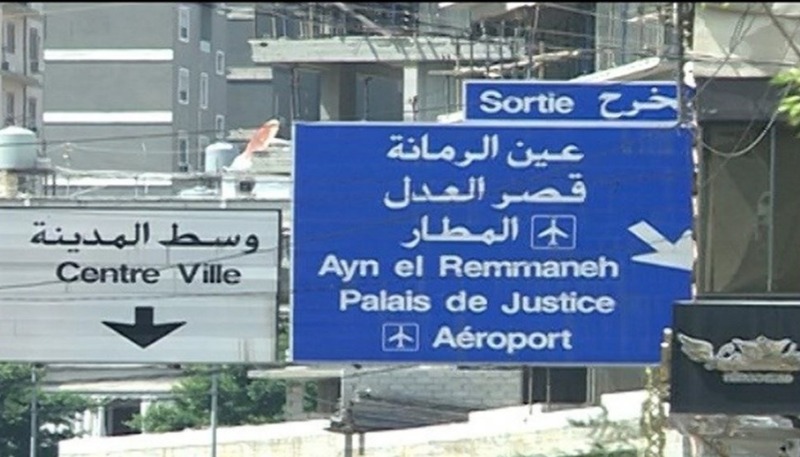 Sortie مخرج
عين الرمانة
قصر العدل
المطار
Ayn el Remmaneh
Palais de Justice
Aéroport
وسط المدينة
Centre Ville